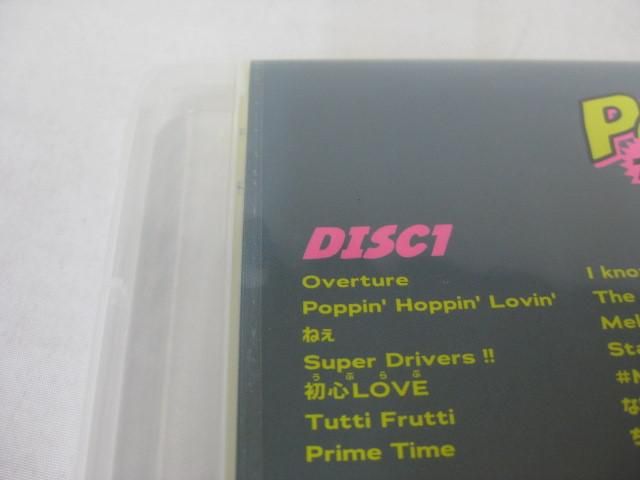 DISC1
Overture
Poppin' Hoppin' Lovin'
ねぇ
Super Drivers !!
うぶらぶ
初心LOVE
Tutti Frutti
Prime Time
I
The